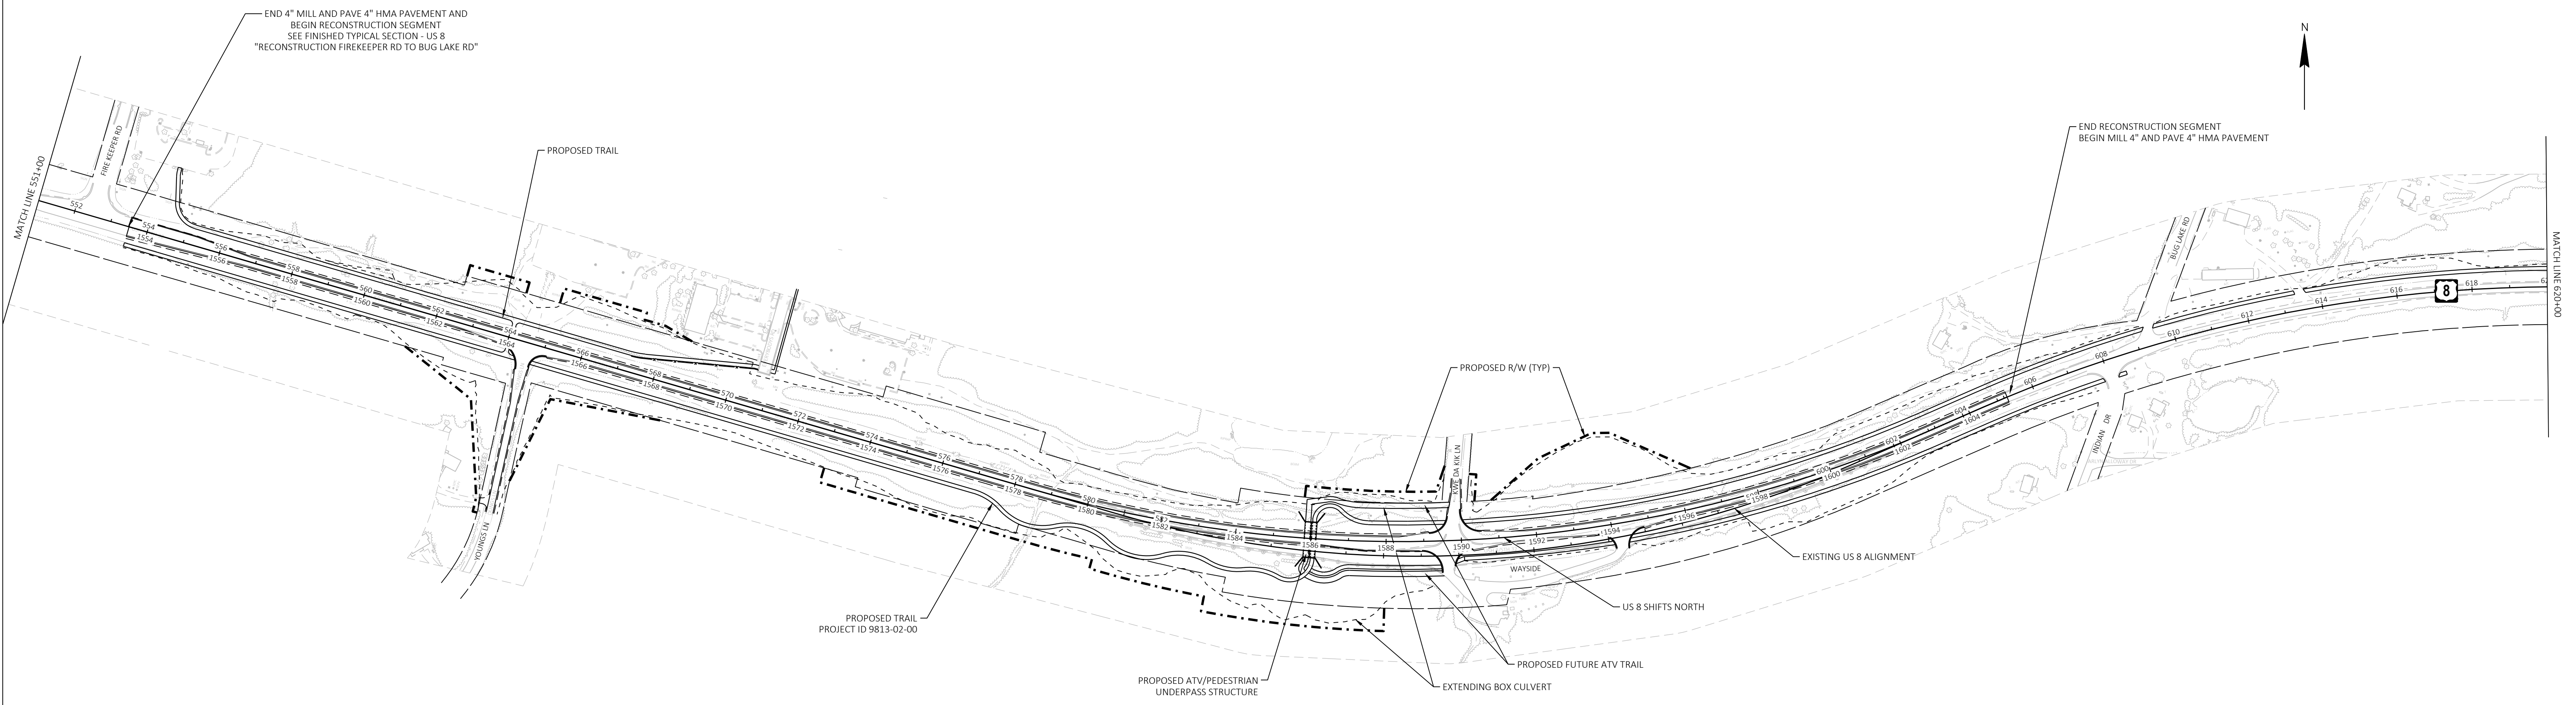 END 4" MILL AND PAVE 4" HMA PAVEMENT AND
BEGIN RECONSTRUCTION SEGMENT
SEE FINISHED TYPICAL SECTION - US 8
"RECONSTRUCTION FIREKEEPER RD TO BUG LAKE RD"
N
END RECONSTRUCTION SEGMENT
BEGIN MILL 4" AND PAVE 4" HMA PAVEMENT
MATCH LINE 551+00
FIRE KEEPER RD
PROPOSED TRAIL
552
554
556
558
560
562
564
566
568
570
572
574
576
578
580
1554
1556
1558
1560
1562
1564
1566
1568
1570
1572
1574
1576
1578
1580
1582
1584
1586
1588
1590
1592
1594
1596
1598
1600
1602
1604
600
602
604
606
608
610
612
614
616
618
8
BUG LAKE RD
MATCH LINE 620+00
INDIAN DR
YOUNGS LN
PROPOSED R/W (TYP)
KWE DA KIK LN
WAYSIDE
EXISTING US 8 ALIGNMENT
US 8 SHIFTS NORTH
PROPOSED TRAIL
PROJECT ID 9813-02-00
PROPOSED ATV/PEDESTRIAN
UNDERPASS STRUCTURE
PROPOSED FUTURE ATV TRAIL
EXTENDING BOX CULVERT